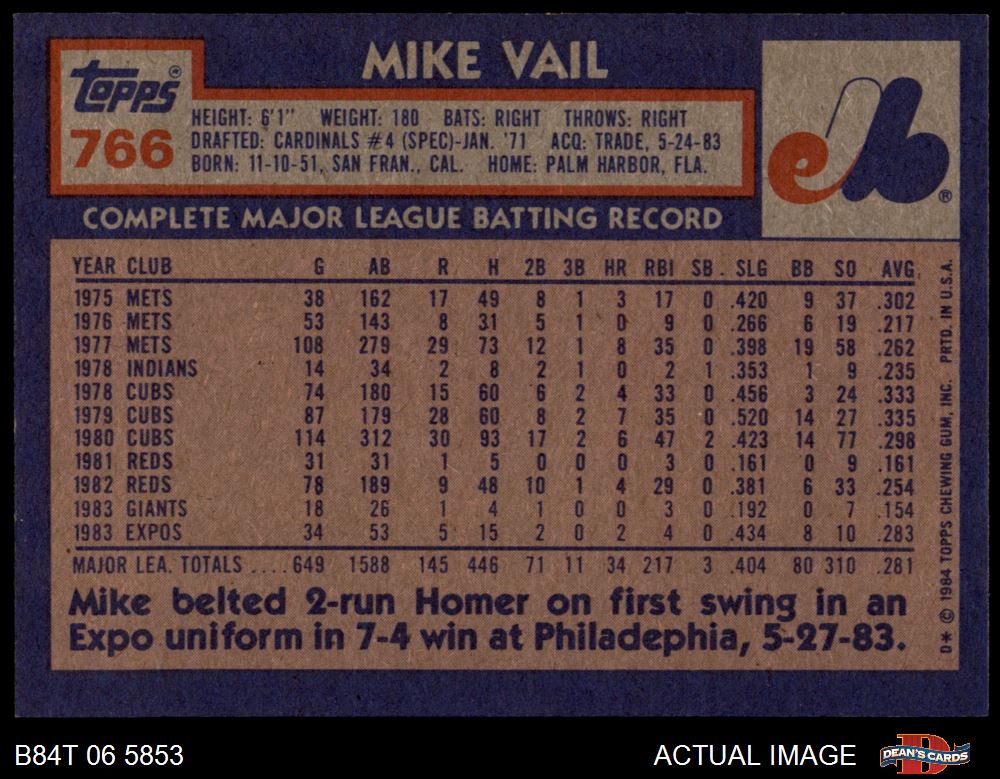 MIKE VAIL
Topps®
766
HEIGHT: 6'1" WEIGHT: 180 BATS: RIGHT THROWS: RIGHT
DRAFTED: CARDINALS #4 (SPEC)-JAN. '71 ACQ: TRADE, 5-24-83
BORN: 11-10-51, SAN FRAN., CAL. HOME: PALM HARBOR, FLA.
eb®
COMPLETE MAJOR LEAGUE BATTING RECORD
YEAR CLUB G AB R H 2B 3B HR RBI SB. SLG BB SO AVG.
1975 METS 38 162 17 49 8 1 3 17 0 .420 9 37 .302
1976 METS 53 143 8 31 5 1 0 9 0 .266 6 19 .217
1977 METS 108 279 29 73 12 1 8 35 0 .398 19 58 .262
1978 INDIANS 14 34 2 8 2 1 0 2 1 .353 1 9 .235
1978 CUBS 74 180 15 60 6 2 4 33 0 .456 3 24 .333
1979 CUBS 87 179 28 60 8 2 7 35 0 .520 14 27 .335
1980 CUBS 114 312 30 93 17 2 6 47 2 .423 14 77 .298
1981 REDS 31 31 1 5 0 0 0 3 0 .161 0 9 .161
1982 REDS 78 189 9 48 10 1 4 29 0 .381 6 33 .254
1983 GIANTS 18 26 1 4 1 0 0 3 0 .192 0 7 .154
1983 EXPOS 34 53 5 15 2 0 2 4 0 .434 8 10 .283
MAJOR LEA. TOTALS .... 649 1588 145 446 71 11 34 217 3 .404 80 310 .281
Mike belted 2-run Homer on first swing in an
Expo uniform in 7-4 win at Philadephia, 5-27-83.
D* © 1984 TOPPS CHEWING GUM, INC. PRTD. IN U.S.A.
B84T 06 5853
ACTUAL IMAGE
D
DEAN'S CARDS